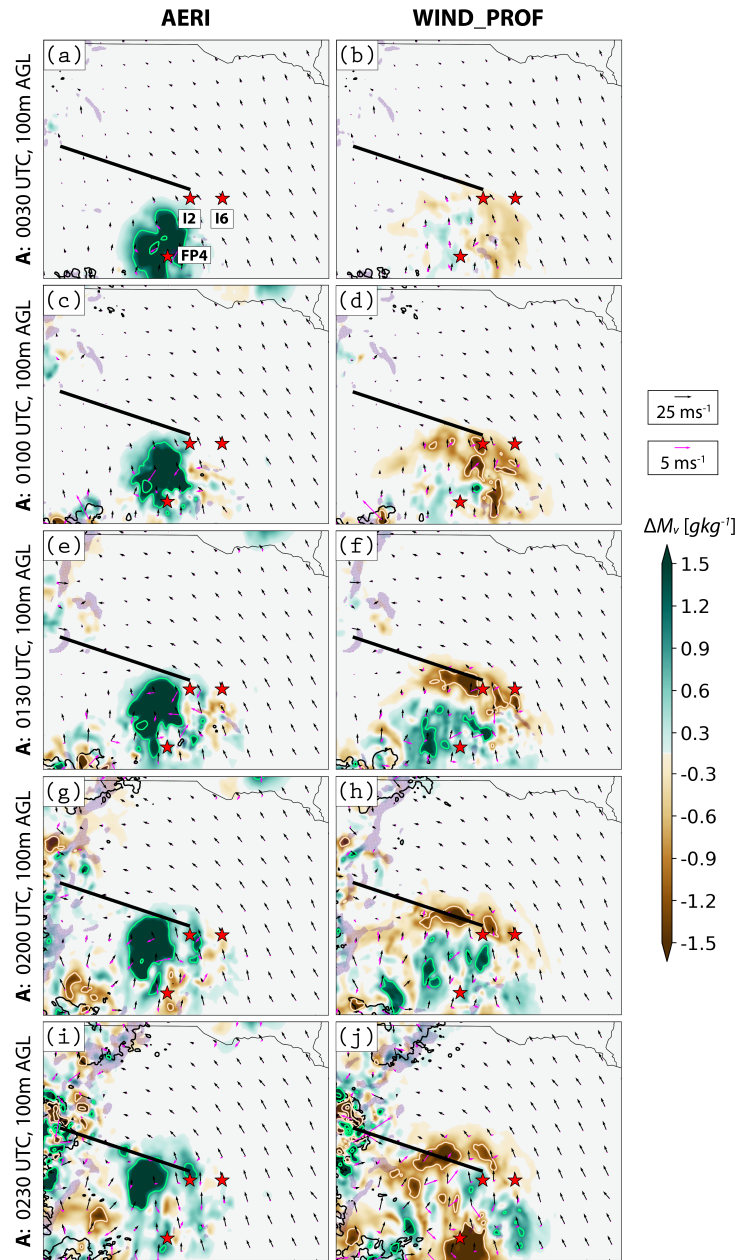 AERI
WIND_PROF
A: 0030 UTC, 100m AGL
(a)
(b)
I2
I6
FP4
A: 0100 UTC, 100m AGL
(c)
(d)
25 ms-1
5 ms-1
ΔMv [gkg-1]
1.5
1.2
0.9
0.6
0.3
-0.3
-0.6
-0.9
-1.2
-1.5
A: 0130 UTC, 100m AGL
(e)
(f)
A: 0200 UTC, 100m AGL
(g)
(h)
A: 0230 UTC, 100m AGL
(i)
(j)